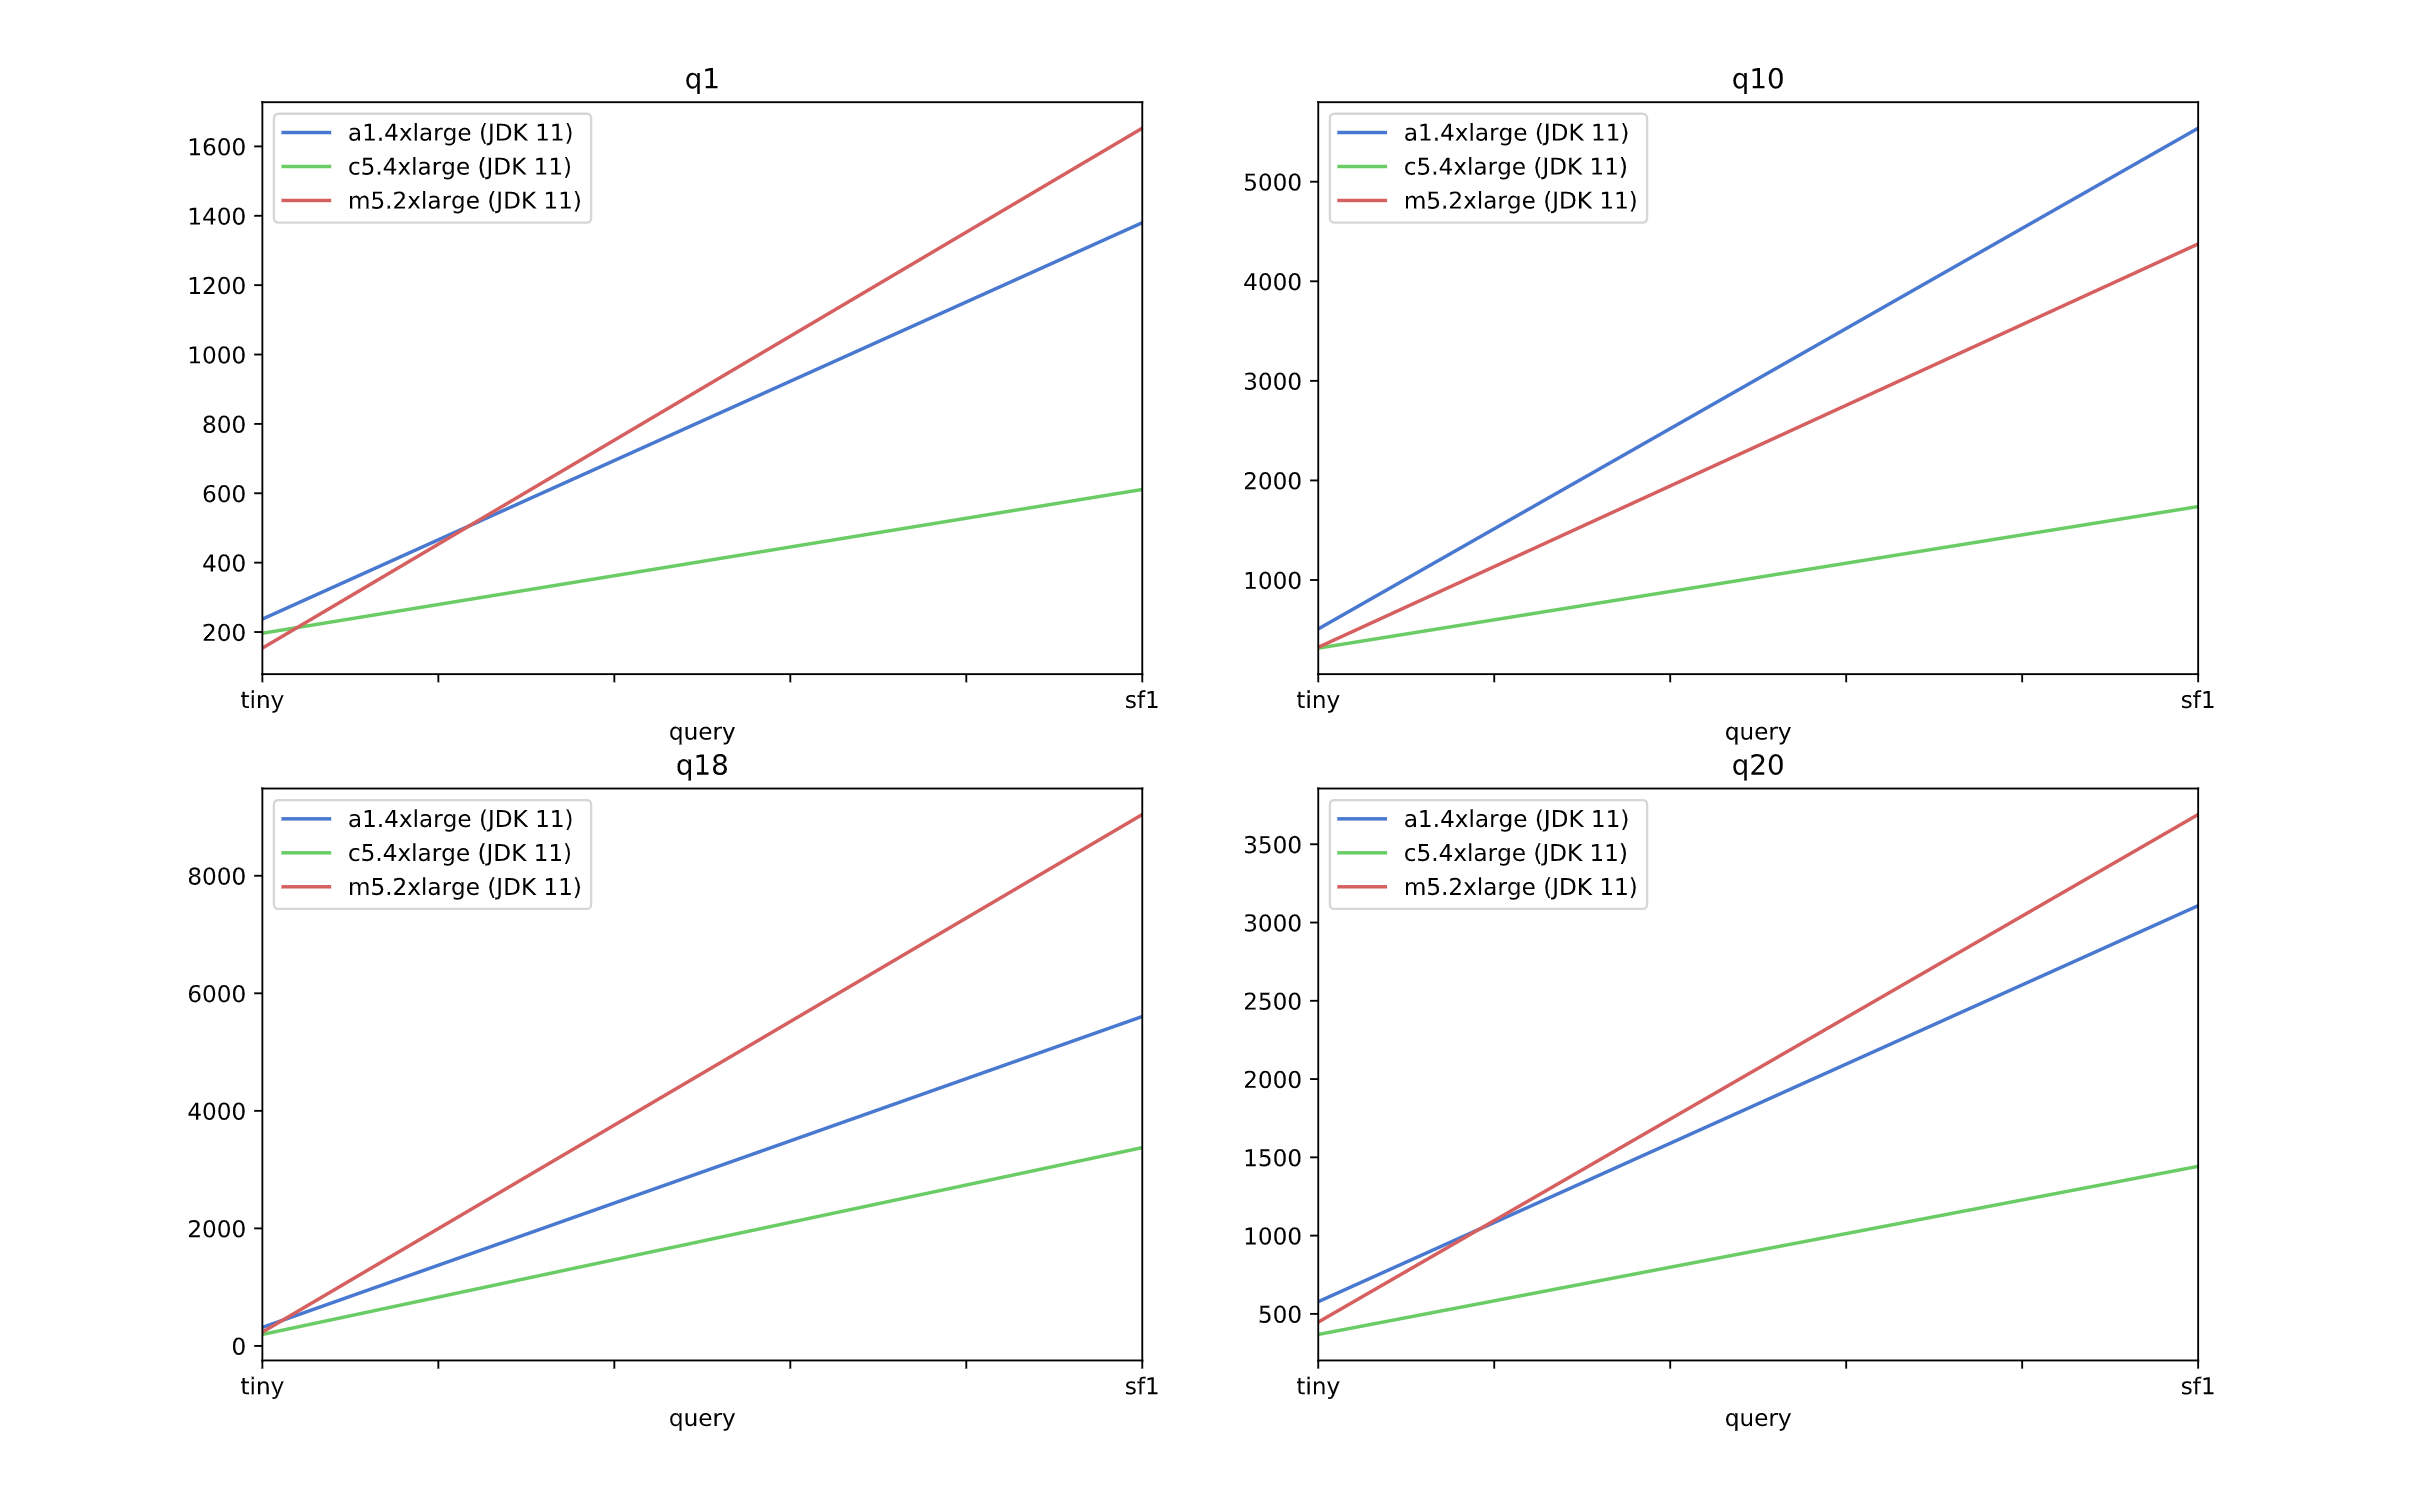 q1
a1.4xlarge (JDK 11)
c5.4xlarge (JDK 11)
m5.2xlarge (JDK 11)
1600
1400
1200
1000
800
600
400
200
tiny
sf1
query
q10
a1.4xlarge (JDK 11)
c5.4xlarge (JDK 11)
m5.2xlarge (JDK 11)
5000
4000
3000
2000
1000
tiny
sf1
query
q18
a1.4xlarge (JDK 11)
c5.4xlarge (JDK 11)
m5.2xlarge (JDK 11)
8000
6000
4000
2000
0
tiny
sf1
query
q20
a1.4xlarge (JDK 11)
c5.4xlarge (JDK 11)
m5.2xlarge (JDK 11)
3500
3000
2500
2000
1500
1000
500
tiny
sf1
query